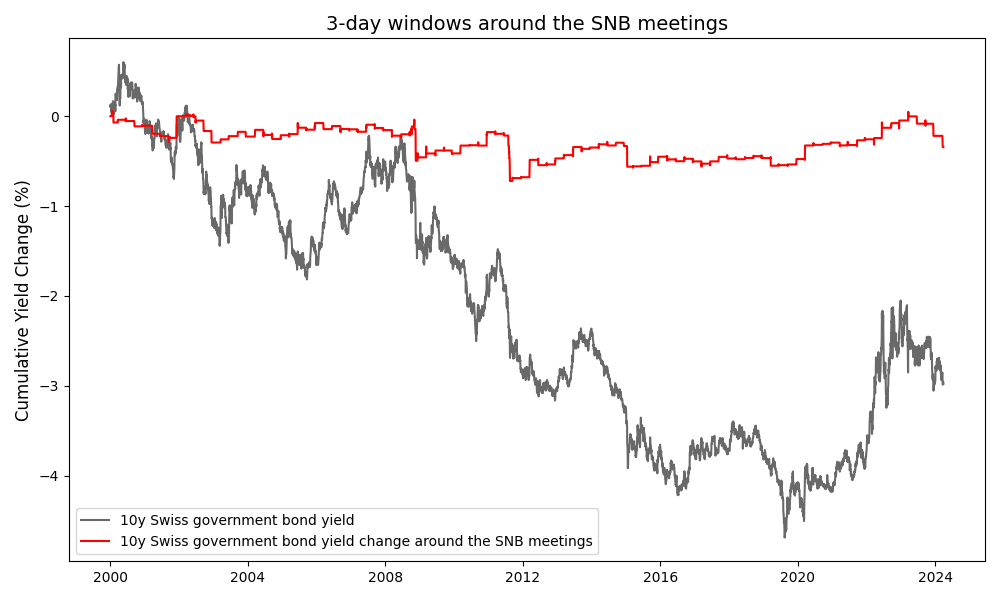 3-day windows around the SNB meetings
Cumulative Yield Change (%)
0
−1
−2
−3
−4
10y Swiss government bond yield
10y Swiss government bond yield change around the SNB meetings
2000 2004 2008 2012 2016 2020 2024